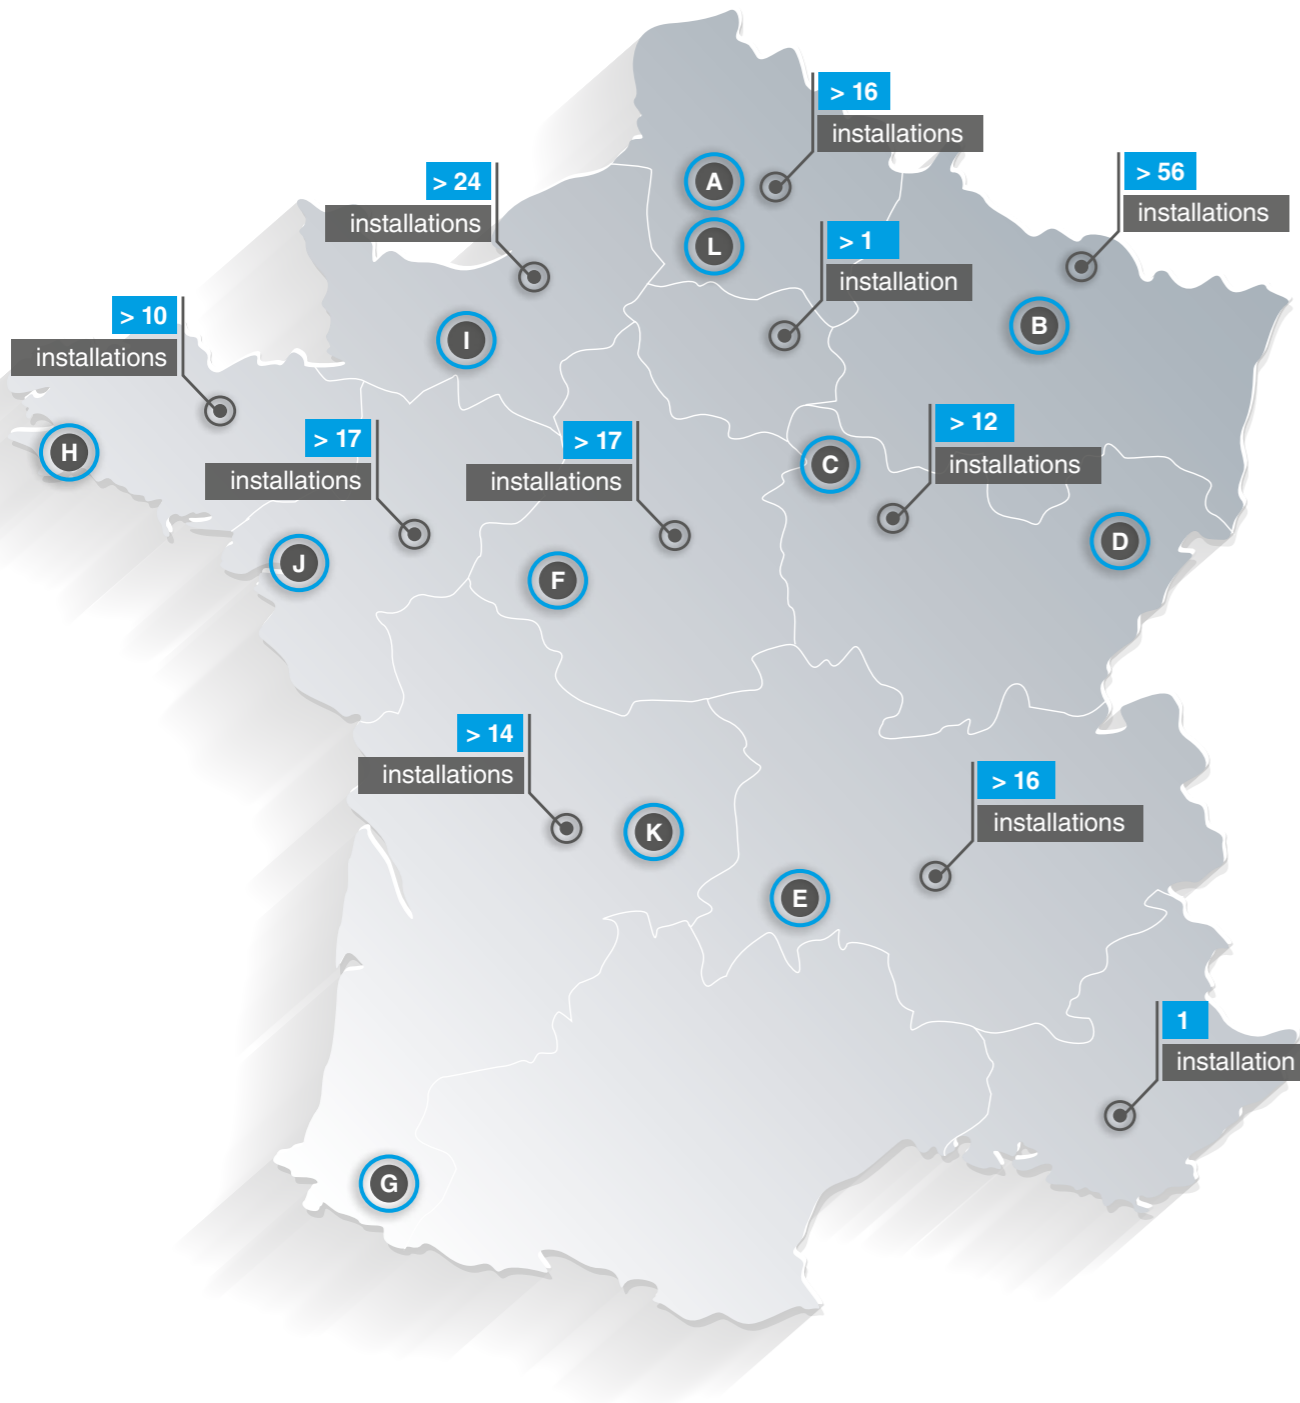 > 16
installations
> 56
installations
> 24
installations
A
L
> 1
installation
> 10
installations
I
B
H
> 17
installations
> 17
installations
> 12
installations
C
J
F
D
> 14
installations
K
> 16
installations
E
1
installation
G